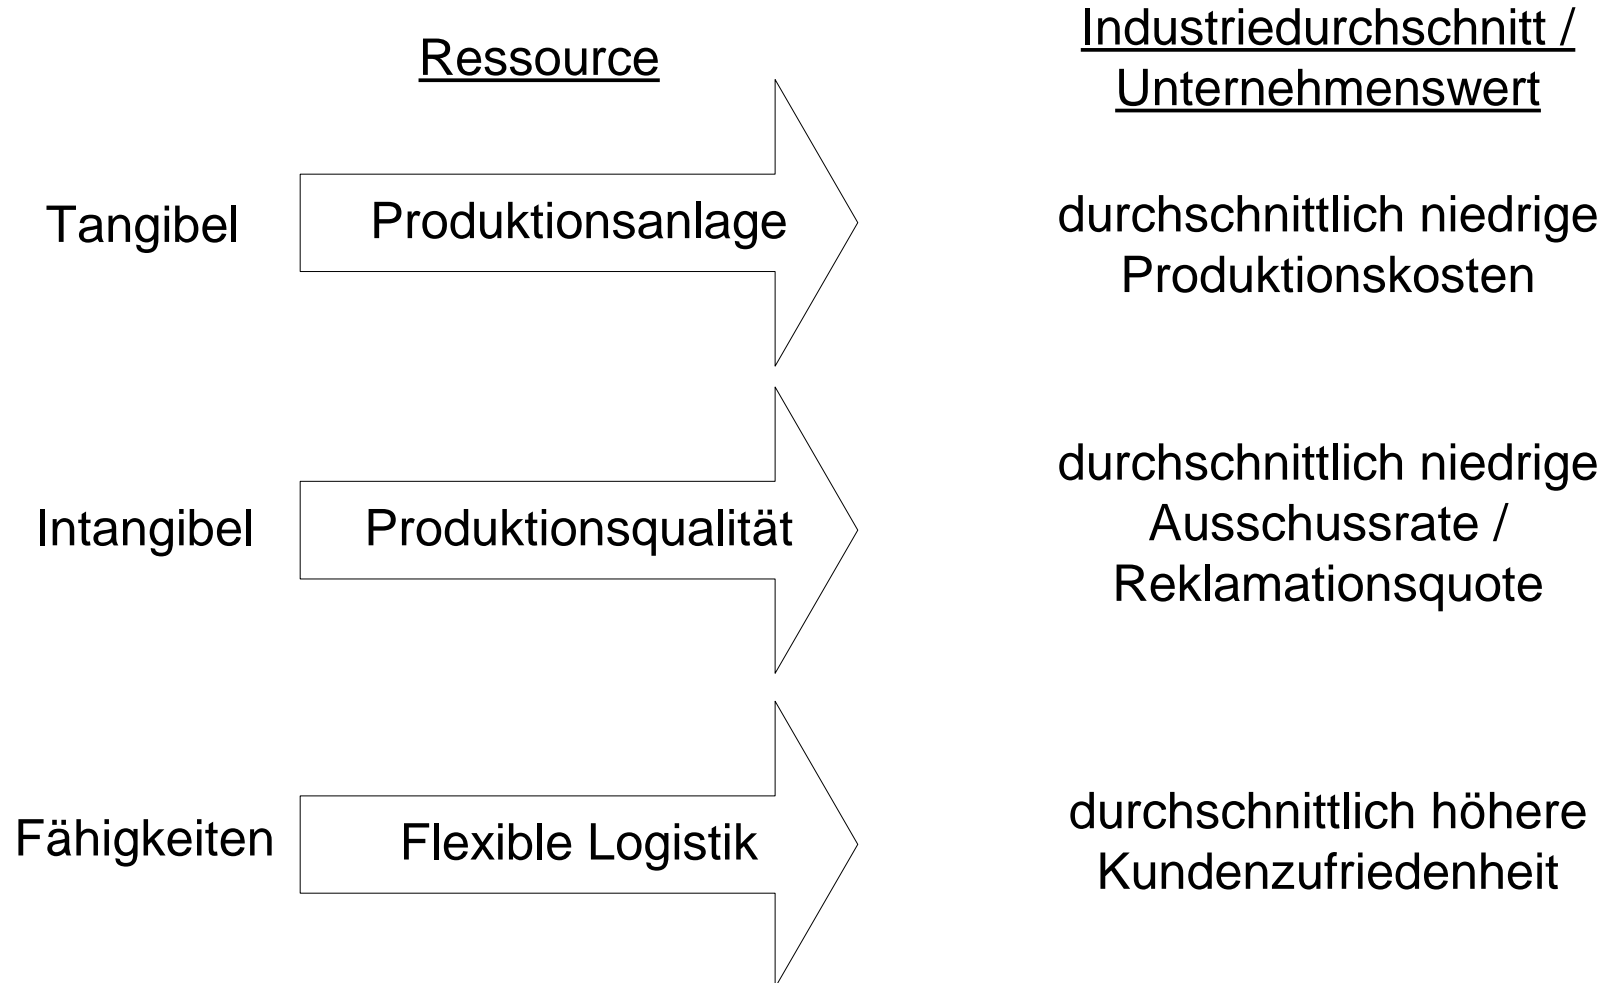 Ressource
Industriedurchschnitt /
Unternehmenswert
Tangibel
Produktionsanlage
durchschnittlich niedrige
Produktionskosten
Intangibel
Produktionsqualität
durchschnittlich niedrige
Ausschussrate /
Reklamationsquote
Fähigkeiten
Flexible Logistik
durchschnittlich höhere
Kundenzufriedenheit